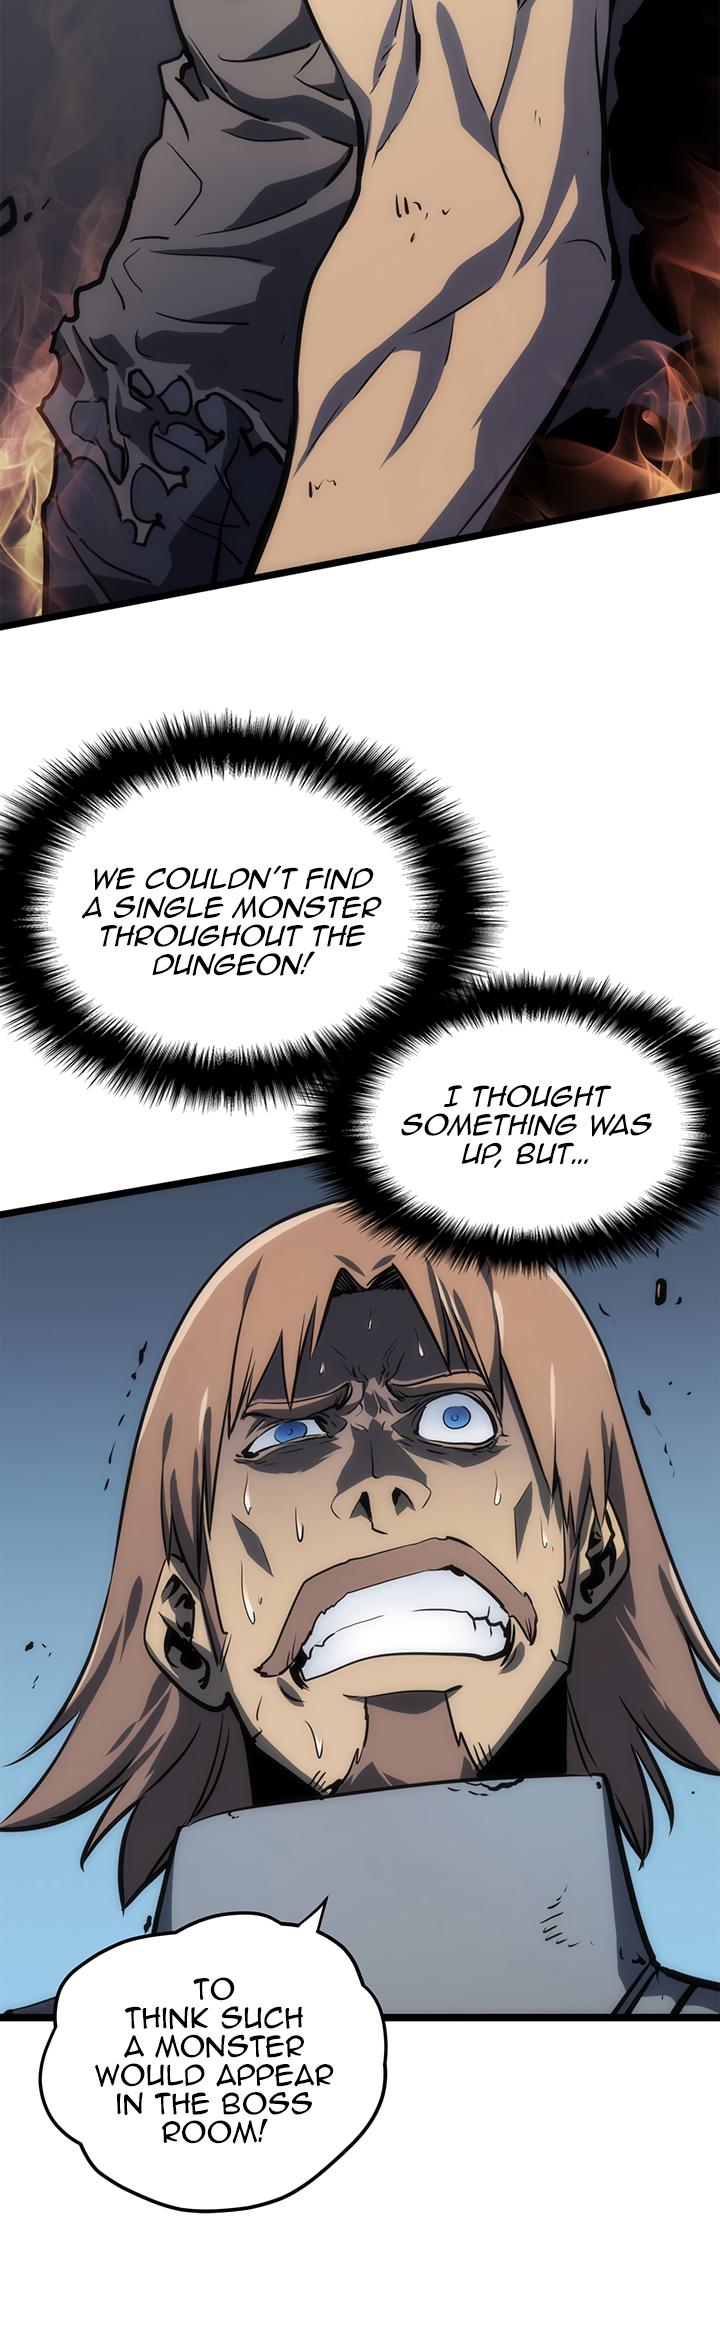 WE COULDN'T FIND
A SINGLE MONSTER
THROUGHOUT THE
DUNGEON!
I THOUGHT
SOMETHING WAS
UP, BUT...
TO
THINK SUCH
A MONSTER
WOULD APPEAR
IN THE BOSS
ROOM!